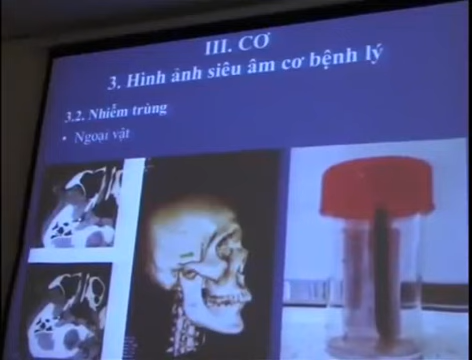 III. CƠ
3. Hình ảnh siêu âm cơ bệnh lý
3.2. Nhiễm trùng
• Ngoại vật